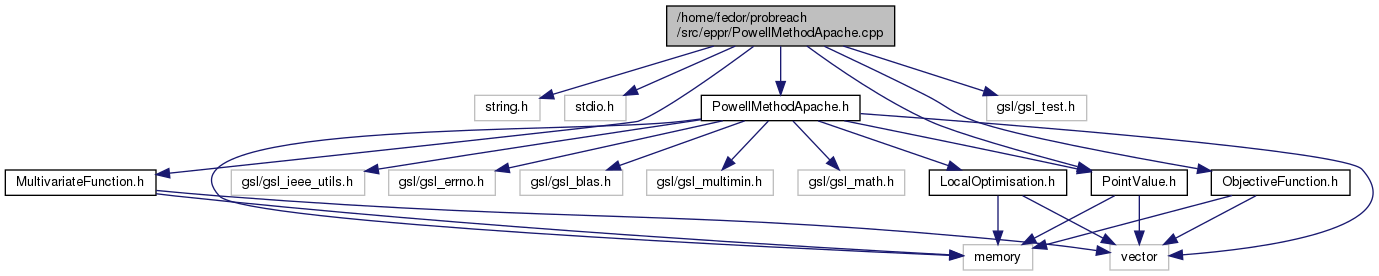 /home/fedor/probreach
/src/eppr/PowellMethodApache.cpp
string.h
stdio.h
PowellMethodApache.h
gsl/gsl_test.h
MultivariateFunction.h
gsl/gsl_ieee_utils.h
gsl/gsl_errno.h
gsl/gsl_blas.h
gsl/gsl_multimin.h
gsl/gsl_math.h
LocalOptimisation.h
PointValue.h
ObjectiveFunction.h
memory
vector